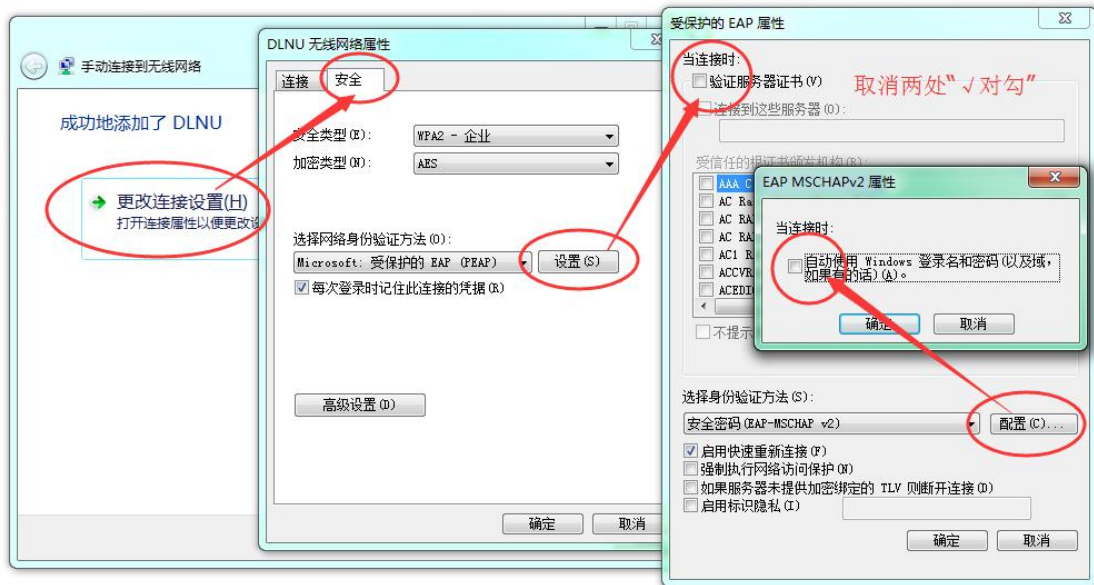 手动连接到无线网络
成功地添加了 DLNU
更改连接设置(H)
打开连接属性以便更改设
DLNU 无线网络属性
连接
安全
安全类型(E):
WPA2 - 企业
加密类型(N):
AES
选择网络身份验证方法(O):
Microsoft: 受保护的 EAP (PEAP)
设置(S)
每次登录时记住此连接的凭据(R)
高级设置(D)
确定
取消
受保护的 EAP 属性
当连接时:
验证服务器证书(V)
取消两处“√对勾”
连接到这些服务器(O):
受信任的根证书颁发机构(R):
AAA C
AC Ra
AC RA
AC RA
AC1 R
ACCVR
ACEDI
不提示
EAP MSCHAPv2 属性
当连接时:
自动使用 Windows 登录名和密码(以及域,
如果有的话)(A)。
确定
取消
选择身份验证方法(S):
安全密码(EAP-MSCHAP v2)
配置(C)...
启用快速重新连接(F)
强制执行网络访问保护(N)
如果服务器未提供加密绑定的 TLV 则断开连接(D)
启用标识隐私(I)
确定
取消